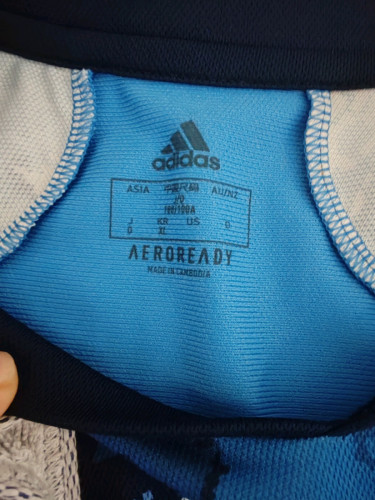 adidas
ASIA AU/NZ
J KR US D
O XL
AEROREADY
MADE IN CAMBODIA